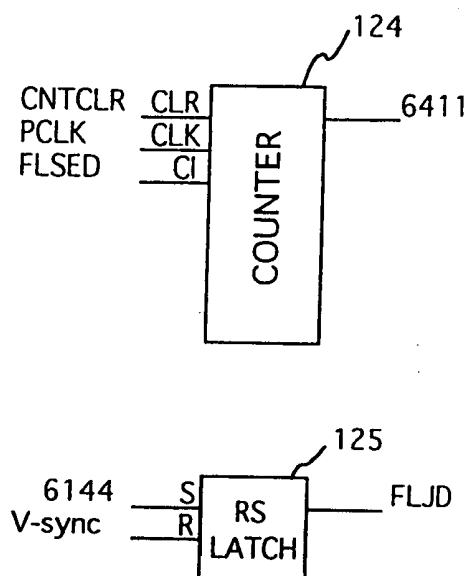 124
CNTCLR CLR 6411
PCLK CLK
FLSED CI
COUNTER
125
6144 S FLJD
V-sync R RS
LATCH